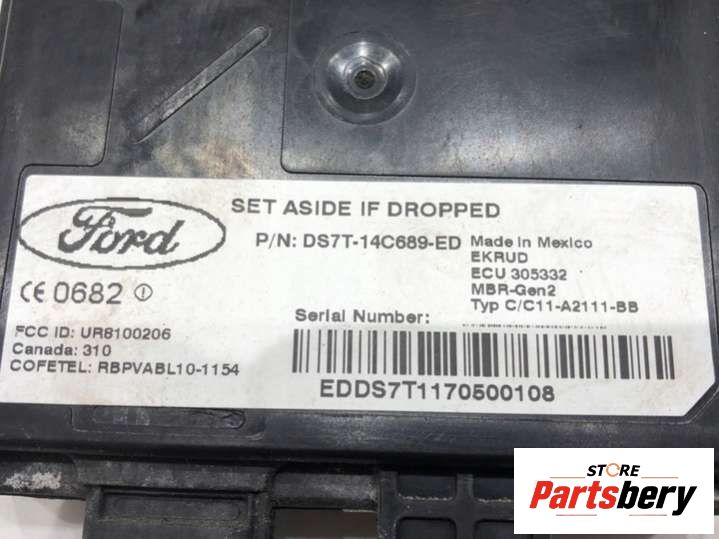 Ford
SET ASIDE IF DROPPED
P/N: DS7T-14C689-ED
Made in Mexico
EKRUD
ECU 305332
MBR-Gen2
Typ C/C11-A2111-BB
CE 0682
FCC ID: UR8100206
Canada: 310
COFETEL: RBPVABL10-1154
Serial Number:
EDDS7T1170500108
STORE
Partsbery